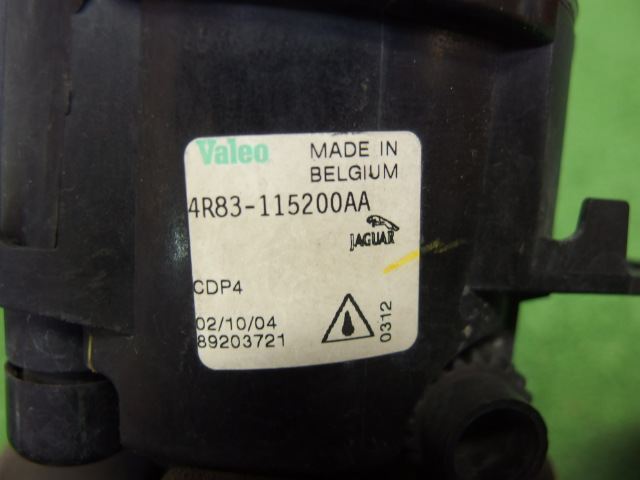 Valeo MADE IN
BELGIUM
4R83-115200AA
JAGUAR
CDP4
02/10/04
89203721
0312